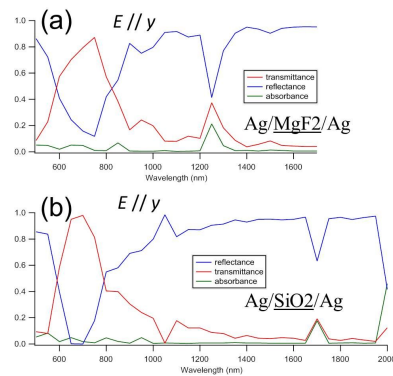 (a)
E // y
1.0
0.8
0.6
0.4
0.2
0.0
transmittance
reflectance
absorbance
Ag/MgF2/Ag
600 800 1000 1200 1400 1600
Wavelength (nm)
(b)
E // y
1.0
0.8
0.6
0.4
0.2
0.0
reflectance
transmittance
absorbance
Ag/SiO2/Ag
600 800 1000 1200 1400 1600 1800 2000
Wavelength (nm)